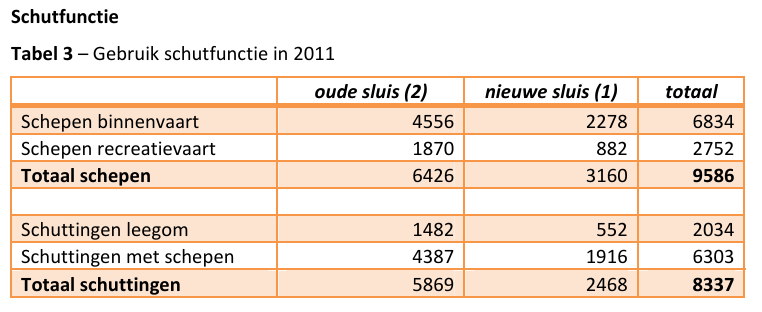 Schutfunctie
Tabel 3 – Gebruik schutfunctie in 2011
oude sluis (2) nieuwe sluis (1) totaal
Schepen binnenvaart 4556 2278 6834
Schepen recreatievaart 1870 882 2752
Totaal schepen 6426 3160 9586
Schuttingen leegom 1482 552 2034
Schuttingen met schepen 4387 1916 6303
Totaal schuttingen 5869 2468 8337